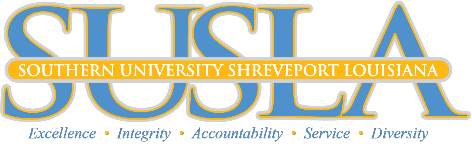 SUSLA
SOUTHERN UNIVERSITY SHREVEPORT LOUISIANA
Excellence • Integrity • Accountability • Service • Diversity